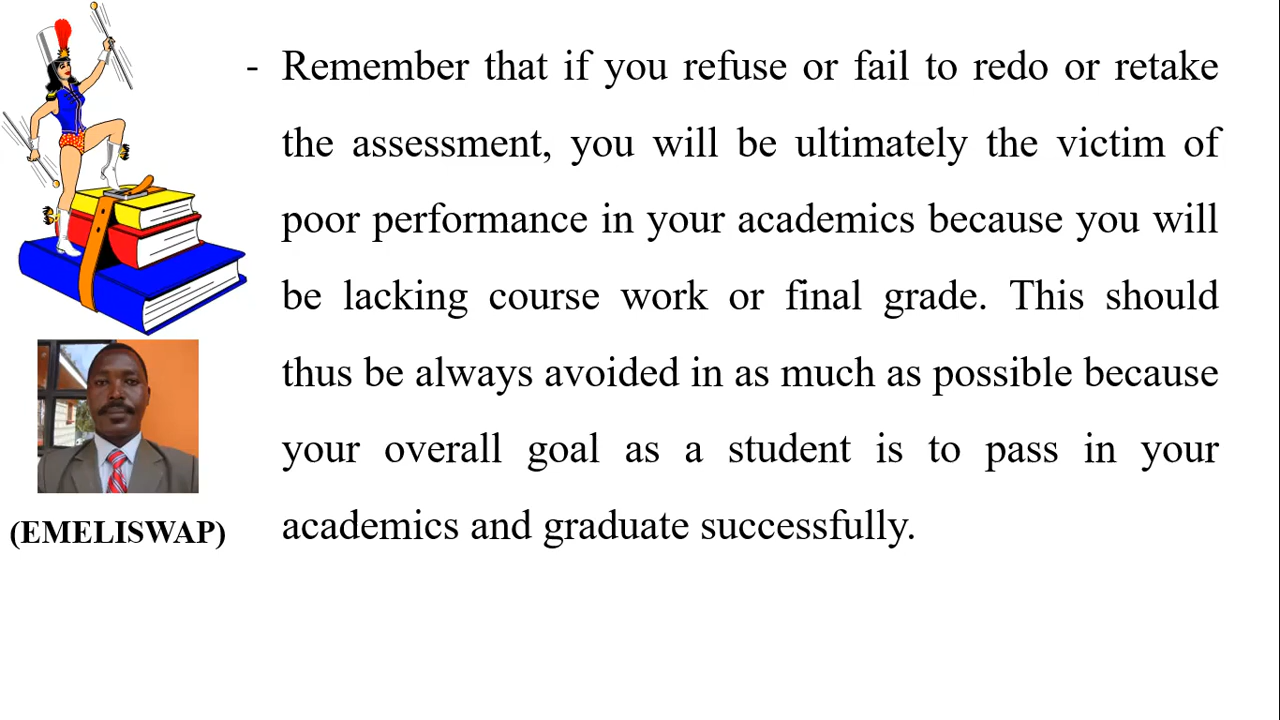 - Remember that if you refuse or fail to redo or retake
the assessment, you will be ultimately the victim of
poor performance in your academics because you will
be lacking course work or final grade. This should
thus be always avoided in as much as possible because
your overall goal as a student is to pass in your
academics and graduate successfully.
(EMELISWAP)